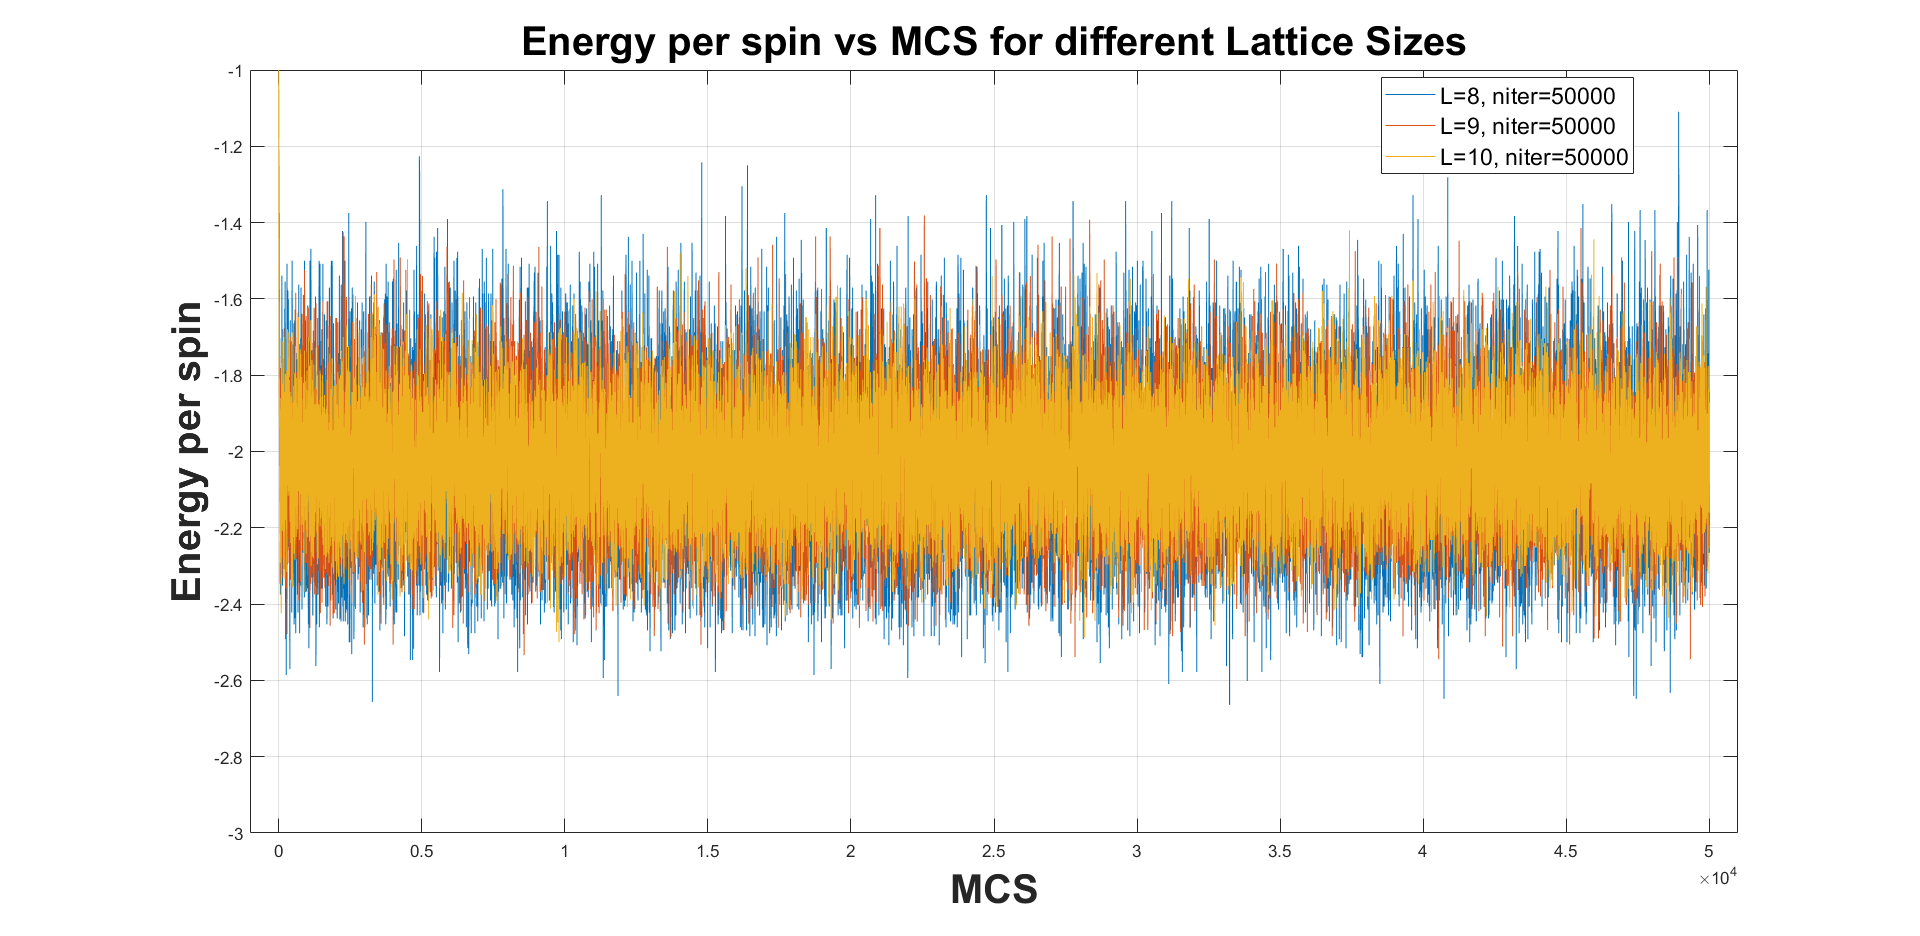 Energy per spin vs MCS for different Lattice Sizes
L=8, niter=50000
L=9, niter=50000
L=10, niter=50000
Energy per spin
-1
-1.2
-1.4
-1.6
-1.8
-2
-2.2
-2.4
-2.6
-2.8
-3
0 0.5 1 1.5 2 2.5 3 3.5 4 4.5 5
×10⁴
MCS